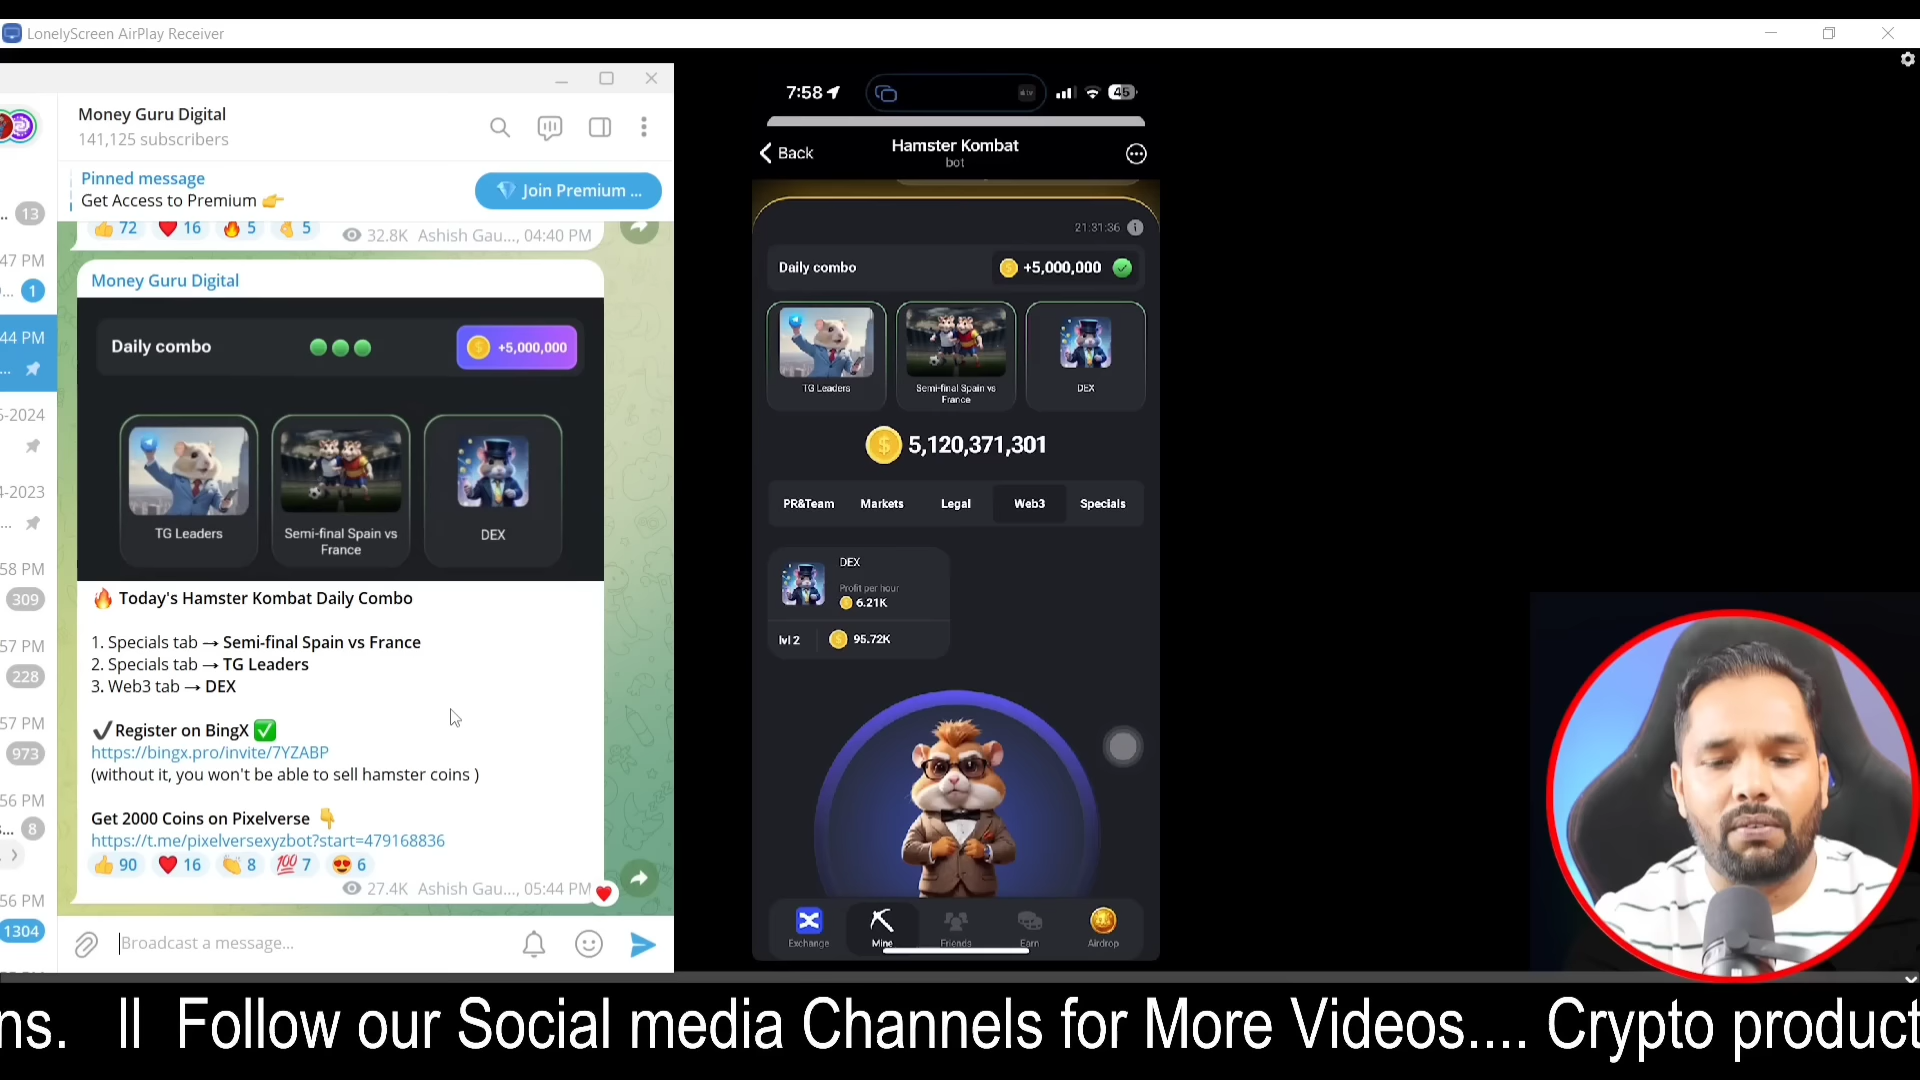 LonelyScreen AirPlay Receiver
Money Guru Digital
141,125 subscribers
Pinned message
Get Access to Premium 👉
Join Premium ...
👍 72 ❤️ 16 🔥 5 👌 5 32.8K Ashish Gau..., 04:40 PM
Money Guru Digital
Daily combo
+5,000,000
TG Leaders
Semi-final Spain vs
France
DEX
🔥 Today's Hamster Kombat Daily Combo
1. Specials tab → Semi-final Spain vs France
2. Specials tab → TG Leaders
3. Web3 tab → DEX
✔️Register on BingX ✅
https://bingx.pro/invite/7YZABP
(without it, you won't be able to sell hamster coins )
Get 2000 Coins on Pixelverse 👇
https://t.me/pixelversexyzbot?start=479168836
👍 90 ❤️ 16 👏 8 💯 7 😍 6
27.4K Ashish Gau..., 05:44 PM
Broadcast a message...
... 13
47 PM
... 1
44 PM
...
6-2024
4-2023
...
58 PM
309
57 PM
228
57 PM
973
56 PM
... 8
56 PM
1304
7:58
45
Back
Hamster Kombat
bot
21:31:36
Daily combo
+5,000,000
TG Leaders
Semi-final Spain vs
France
DEX
5,120,371,301
PR&Team Markets Legal Web3 Specials
DEX
Profit per hour
6.21K
lvl 2 95.72K
Exchange Mine Friends Earn Airdrop
ns. ll Follow our Social media Channels for More Videos.... Crypto product